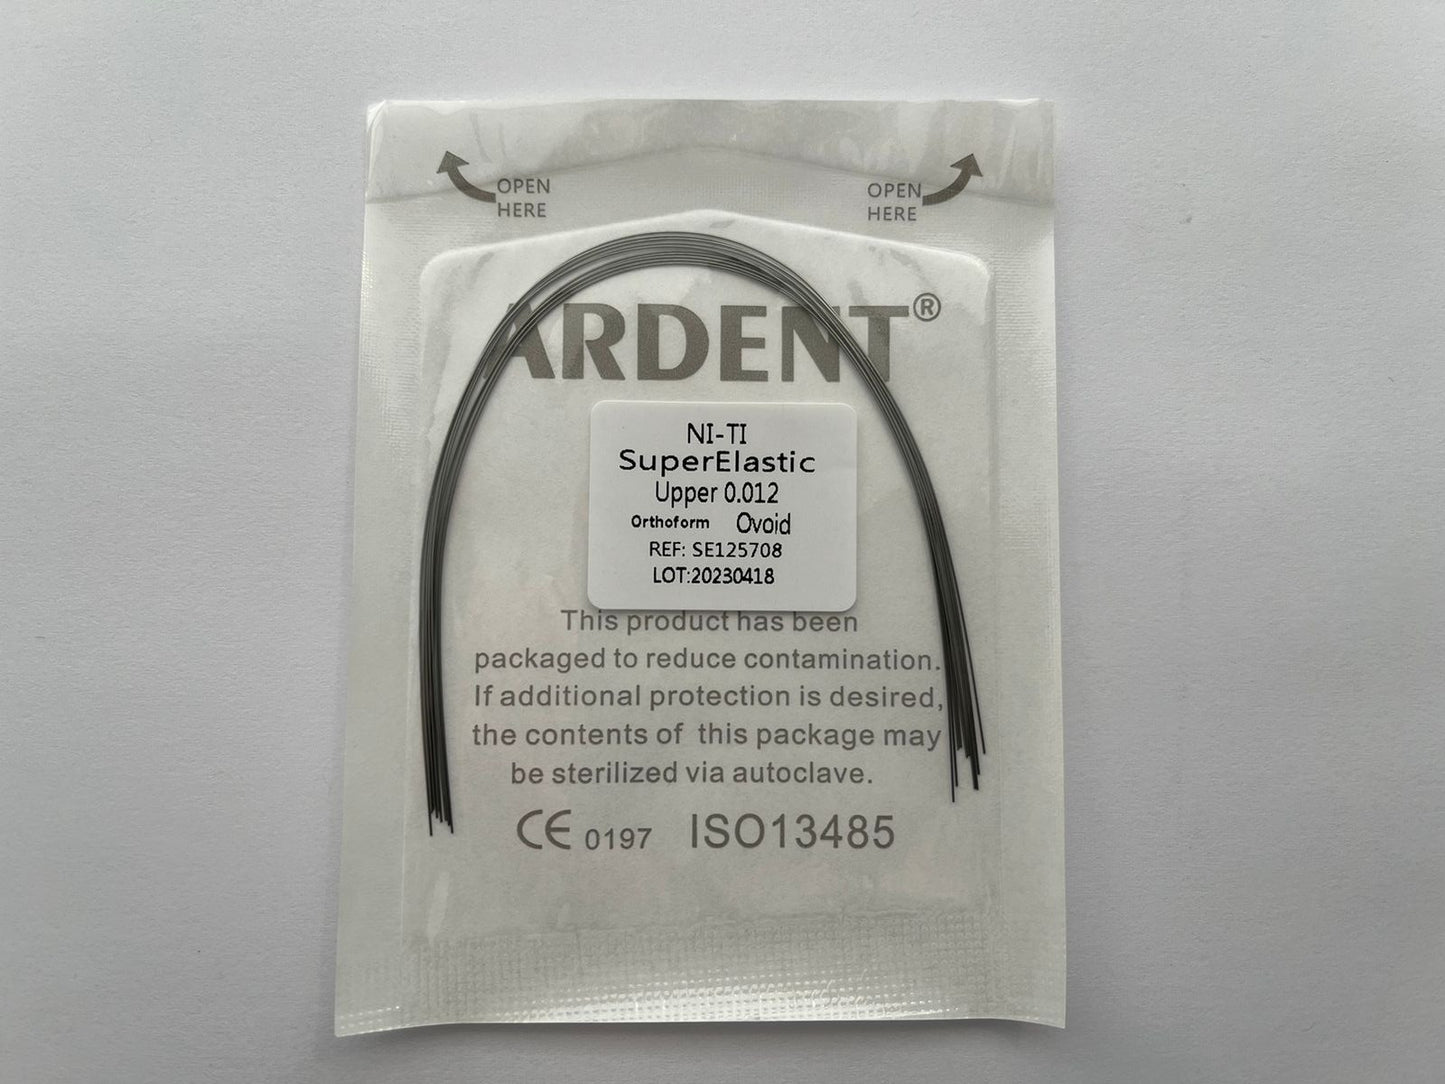 OPEN HERE
OPEN HERE
ARDENT®
NI-TI
SuperElastic
Upper 0.012
Orthoform Ovoid
REF: SE125708
LOT:20230418
This product has been
packaged to reduce contamination.
If additional protection is desired,
the contents of this package may
be sterilized via autoclave.
CE 0197 ISO13485